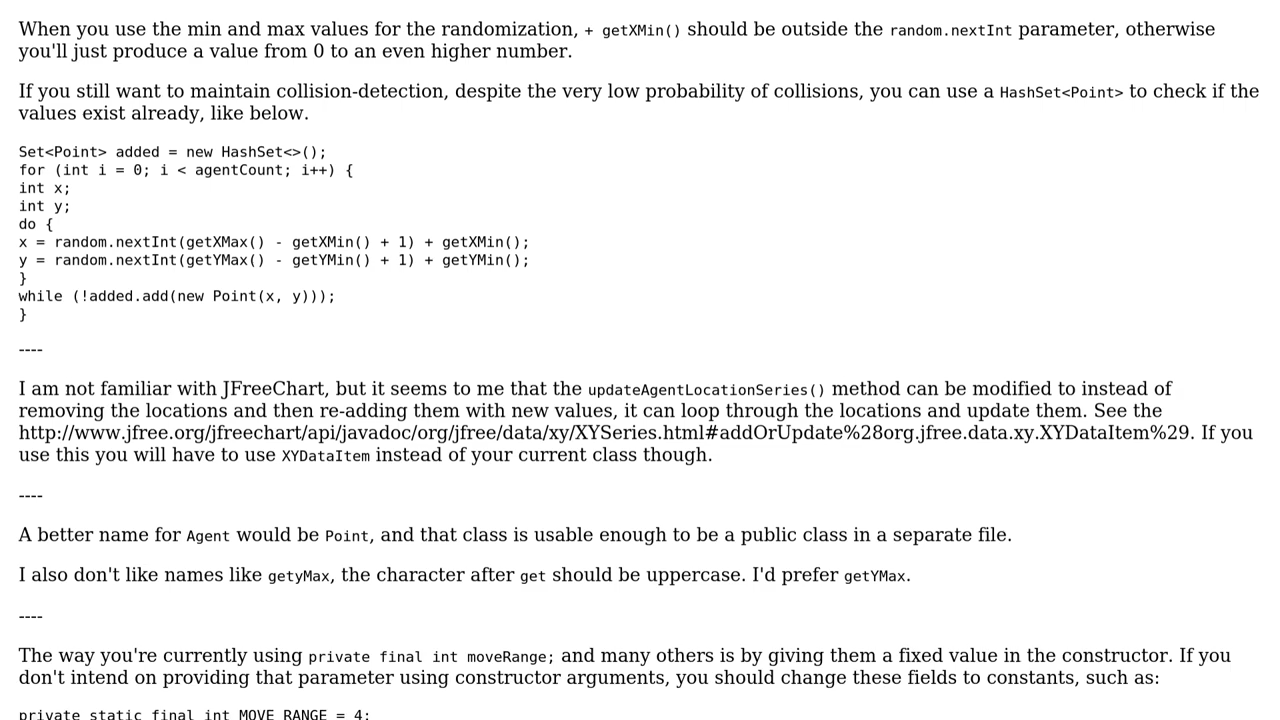 When you use the min and max values for the randomization, + getXMin() should be outside the random.nextInt parameter, otherwise
you'll just produce a value from 0 to an even higher number.
If you still want to maintain collision-detection, despite the very low probability of collisions, you can use a HashSet<Point> to check if the
values exist already, like below.
Set<Point> added = new HashSet<>();
for (int i = 0; i < agentCount; i++) {
int x;
int y;
do {
x = random.nextInt(getXMax() - getXMin() + 1) + getXMin();
y = random.nextInt(getYMax() - getYMin() + 1) + getYMin();
}
while (!added.add(new Point(x, y)));
}
----
I am not familiar with JFreeChart, but it seems to me that the updateAgentLocationSeries() method can be modified to instead of
removing the locations and then re-adding them with new values, it can loop through the locations and update them. See the
http://www.jfree.org/jfreechart/api/javadoc/org/jfree/data/xy/XYSeries.html#addOrUpdate%28org.jfree.data.xy.XYDataItem%29. If you
use this you will have to use XYDataItem instead of your current class though.
----
A better name for Agent would be Point, and that class is usable enough to be a public class in a separate file.
I also don't like names like getyMax, the character after get should be uppercase. I'd prefer getYMax.
----
The way you're currently using private final int moveRange; and many others is by giving them a fixed value in the constructor. If you
don't intend on providing that parameter using constructor arguments, you should change these fields to constants, such as:
private static final int MOVE_RANGE = 4;